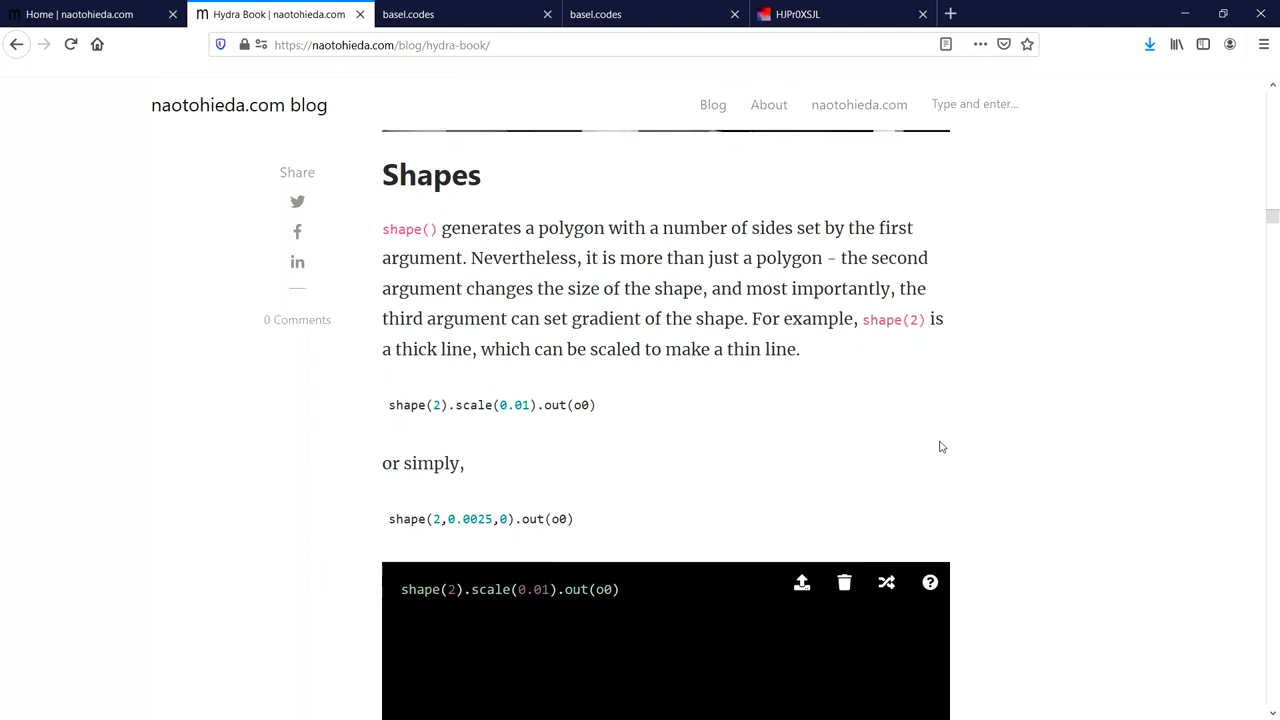 Home | naotohieda.com
Hydra Book | naotohieda.com
basel.codes
basel.codes
HJPr0XSJL
https://naotohieda.com/blog/hydra-book/
naotohieda.com blog
Blog
About
naotohieda.com
Type and enter...
Share
0 Comments
Shapes
shape() generates a polygon with a number of sides set by the first
argument. Nevertheless, it is more than just a polygon - the second
argument changes the size of the shape, and most importantly, the
third argument can set gradient of the shape. For example, shape(2) is
a thick line, which can be scaled to make a thin line.
shape(2).scale(0.01).out(o0)
or simply,
shape(2,0.0025,0).out(o0)
shape(2).scale(0.01).out(o0)